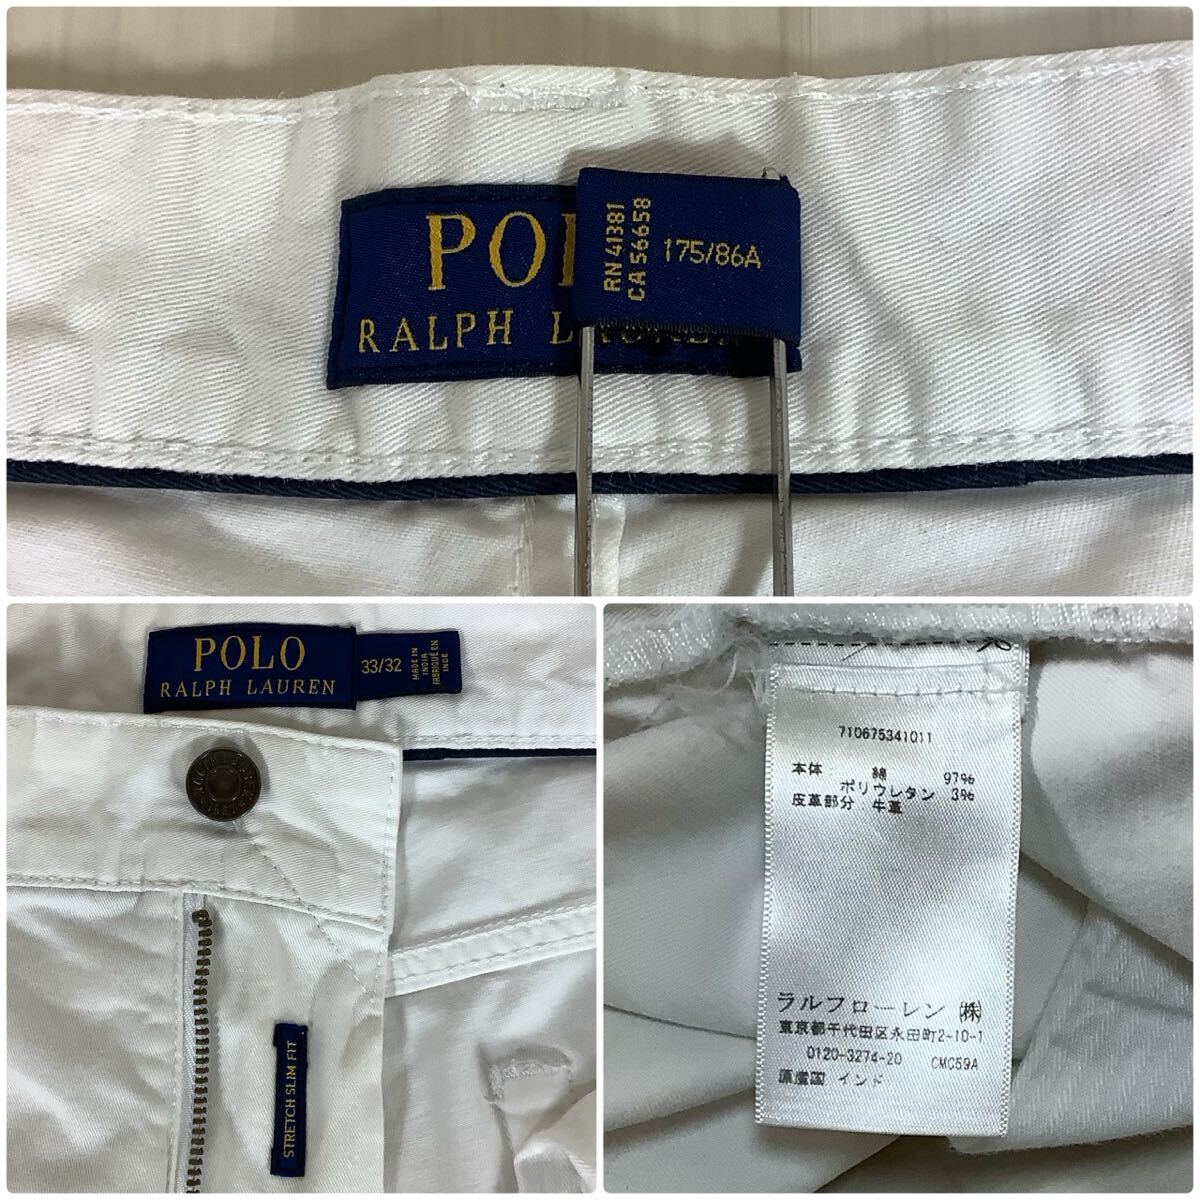 POL
RALPH LAUREN
RN 41381
CA 56658
175/86A
POLO
RALPH LAUREN
33/32
MADE IN
INDIA
FABRIQUÉ EN
INDE
STRETCH SLIM FIT
710675341011
本体 綿 97%
ポリウレタン 3%
皮革部分 牛革
ラルフローレン ㈱
東京都千代田区永田町2-10-1
0120-3274-20 CMC59A
原産国 インド